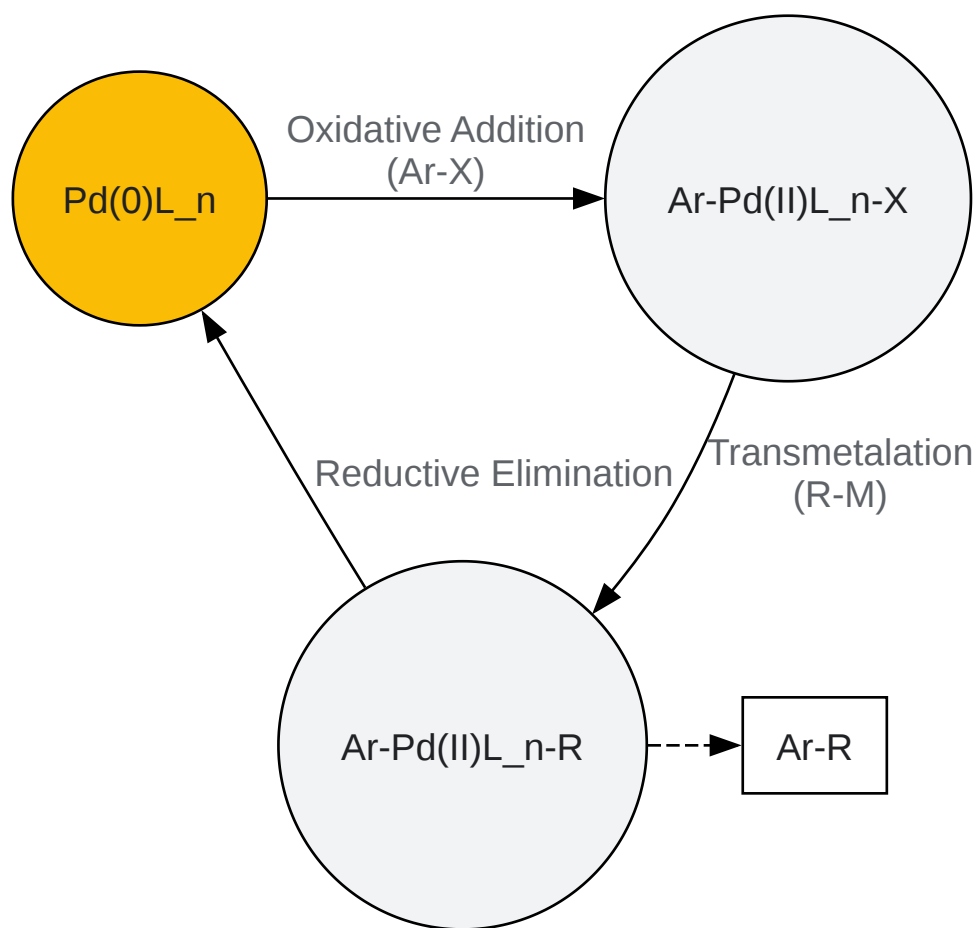 Oxidative Addition
(Ar-X)
Pd(0)L_n
Ar-Pd(II)L_n-X
Reductive Elimination
Transmetalation
(R-M)
Ar-Pd(II)L_n-R
Ar-R